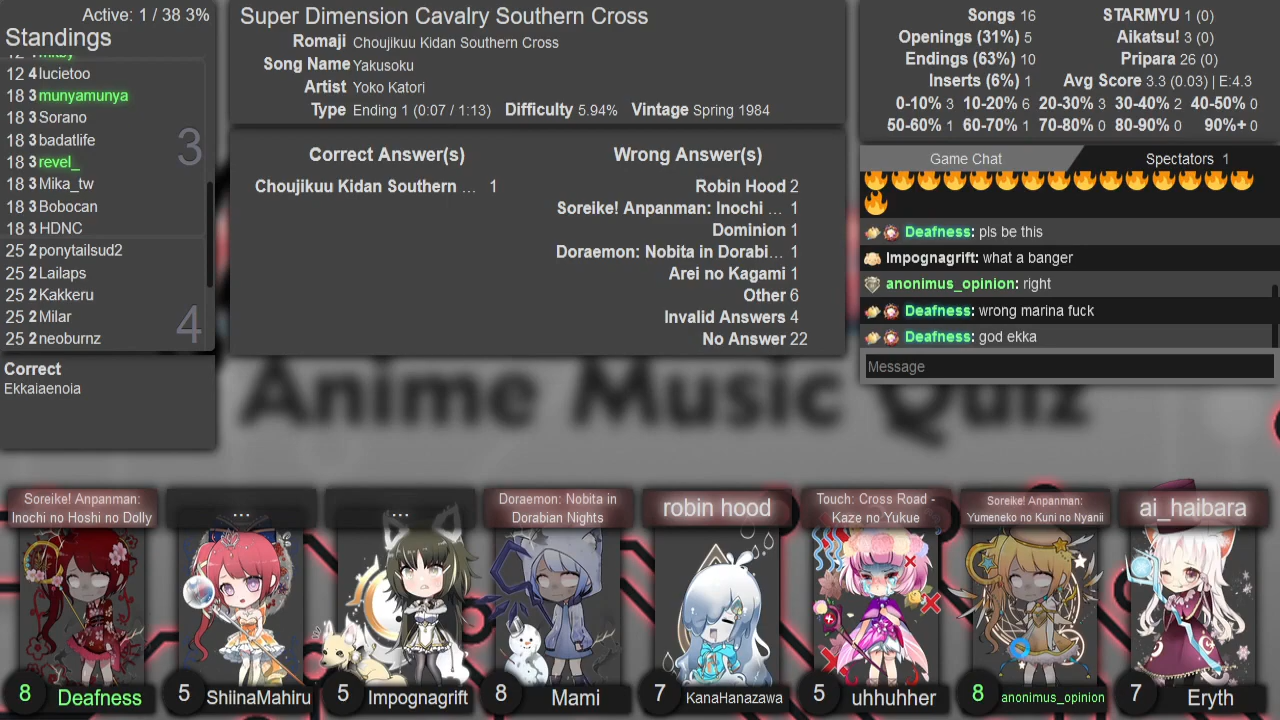 Active: 1 / 38 3%
Standings
12 4 lucietoo
18 3 munyamunya
18 3 Sorano
18 3 badatlife
18 3 revel_
18 3 Mika_tw
18 3 Bobocan
18 3 HDNC
3
25 2 ponytailsud2
25 2 Lailaps
25 2 Kakkeru
25 2 Milar
25 2 neoburnz
4
Correct
Ekkaiaenoia
Super Dimension Cavalry Southern Cross
Romaji Choujikuu Kidan Southern Cross
Song Name Yakusoku
Artist Yoko Katori
Type Ending 1 (0:07 / 1:13) Difficulty 5.94% Vintage Spring 1984
Correct Answer(s)
Choujikuu Kidan Southern ... 1
Wrong Answer(s)
Robin Hood 2
Soreike! Anpanman: Inochi ... 1
Dominion 1
Doraemon: Nobita in Dorabi... 1
Arei no Kagami 1
Other 6
Invalid Answers 4
No Answer 22
Songs 16 STARMYU 1 (0)
Openings (31%) 5 Aikatsu! 3 (0)
Endings (63%) 10 Pripara 26 (0)
Inserts (6%) 1 Avg Score 3.3 (0.03) | E:4.3
0-10% 3 10-20% 6 20-30% 3 30-40% 2 40-50% 0
50-60% 1 60-70% 1 70-80% 0 80-90% 0 90%+ 0
Game Chat Spectators 1
🔥🔥🔥🔥🔥🔥🔥🔥🔥🔥🔥🔥🔥🔥🔥
🔥
Deafness: pls be this
Impognagrift: what a banger
anonimus_opinion: right
Deafness: wrong marina fuck
Deafness: god ekka
Message
Anime Music Quiz
Soreike! Anpanman:
Inochi no Hoshi no Dolly
...
...
Doraemon: Nobita in
Dorabian Nights
robin hood
Touch: Cross Road -
Kaze no Yukue
Soreike! Anpanman:
Yumeneko no Kuni no Nyanii
ai_haibara
8 Deafness
5 ShiinaMahiru
5 Impognagrift
8 Mami
7 KanaHanazawa
5 uhhuhher
8 anonimus_opinion
7 Eryth